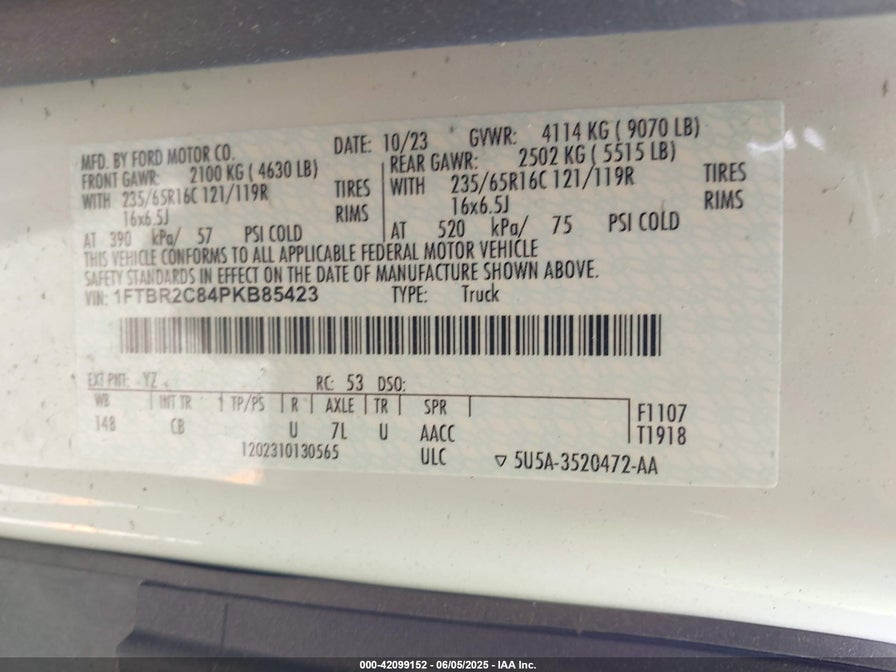 MFD. BY FORD MOTOR CO. DATE: 10/23 GVWR: 4114 KG ( 9070 LB)
FRONT GAWR: 2100 KG ( 4630 LB) REAR GAWR: 2502 KG ( 5515 LB)
WITH 235/65R16C 121/119R TIRES WITH 235/65R16C 121/119R TIRES
16x6.5J RIMS 16x6.5J RIMS
AT 390 kPa/ 57 PSI COLD AT 520 kPa/ 75 PSI COLD
THIS VEHICLE CONFORMS TO ALL APPLICABLE FEDERAL MOTOR VEHICLE
SAFETY STANDARDS IN EFFECT ON THE DATE OF MANUFACTURE SHOWN ABOVE.
VIN: 1FTBR2C84PKB85423 TYPE: Truck
EXT PNT: YZ RC: 53 DSO:
WB INT TR TP/PS R AXLE TR SPR F1107
148 CB U 7L U AACC T1918
1202310130565 ULC ▽ 5U5A-3520472-AA
000-42099152 - 06/05/2025 - IAA Inc.